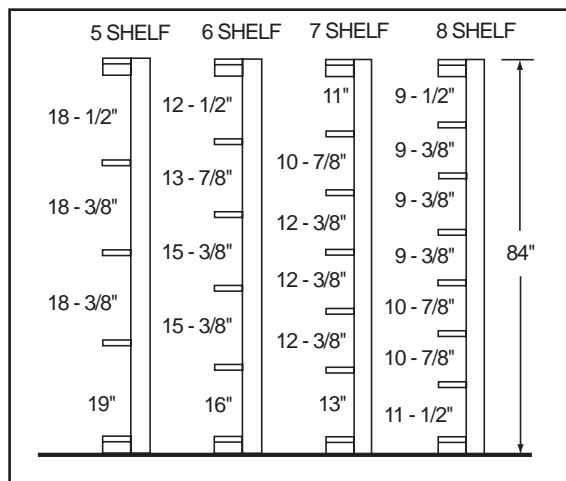 5 SHELF 6 SHELF 7 SHELF 8 SHELF
18 - 1/2"
18 - 3/8"
18 - 3/8"
19"
12 - 1/2"
13 - 7/8"
15 - 3/8"
15 - 3/8"
16"
11"
10 - 7/8"
12 - 3/8"
12 - 3/8"
12 - 3/8"
13"
9 - 1/2"
9 - 3/8"
9 - 3/8"
9 - 3/8"
10 - 7/8"
10 - 7/8"
11 - 1/2"
84"